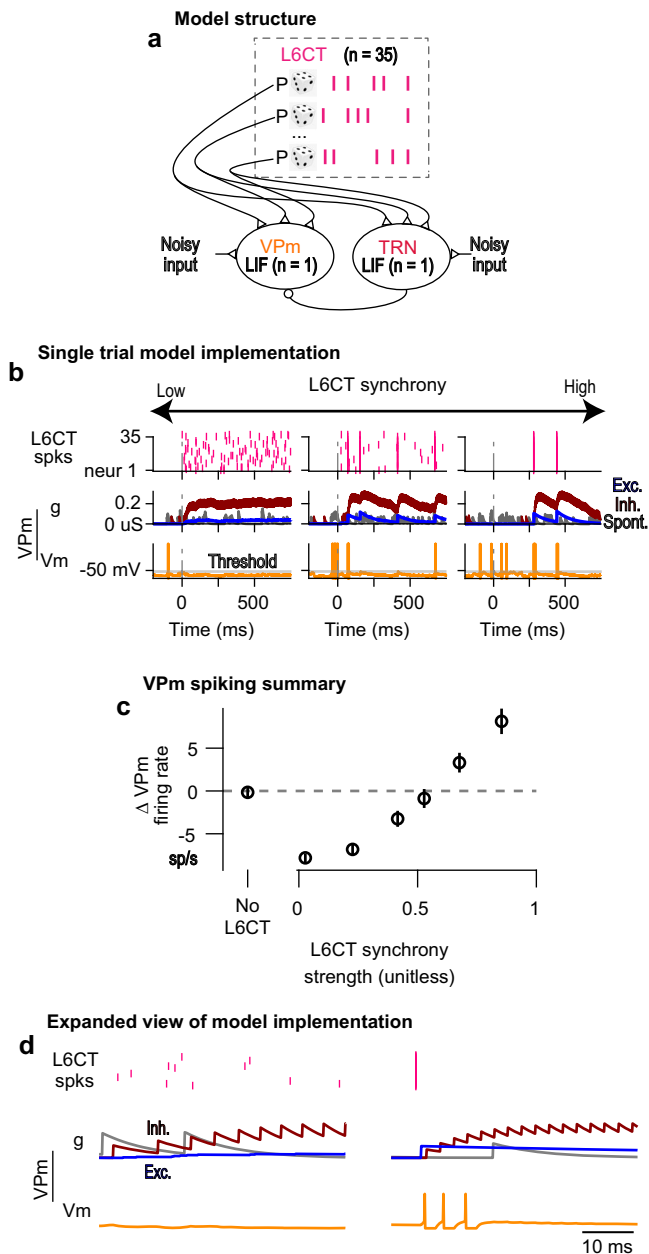 Model structure
a
L6CT (n = 35)
P
P
...
P
Noisy
input
VPm
LIF (n = 1)
TRN
LIF (n = 1)
Noisy
input
Single trial model implementation
b
Low
L6CT synchrony
High
L6CT
spks
35
neur 1
VPm
g
0.2
0 uS
Exc.
Inh.
Spont.
Vm
-50 mV
Threshold
0 500
0 500
0 500
Time (ms)
Time (ms)
Time (ms)
VPm spiking summary
c
Δ VPm
firing rate
5
0
-5
sp/s
No
L6CT
0 0.5 1
L6CT synchrony
strength (unitless)
Expanded view of model implementation
d
L6CT
spks
VPm
g
Inh.
Exc.
Vm
10 ms